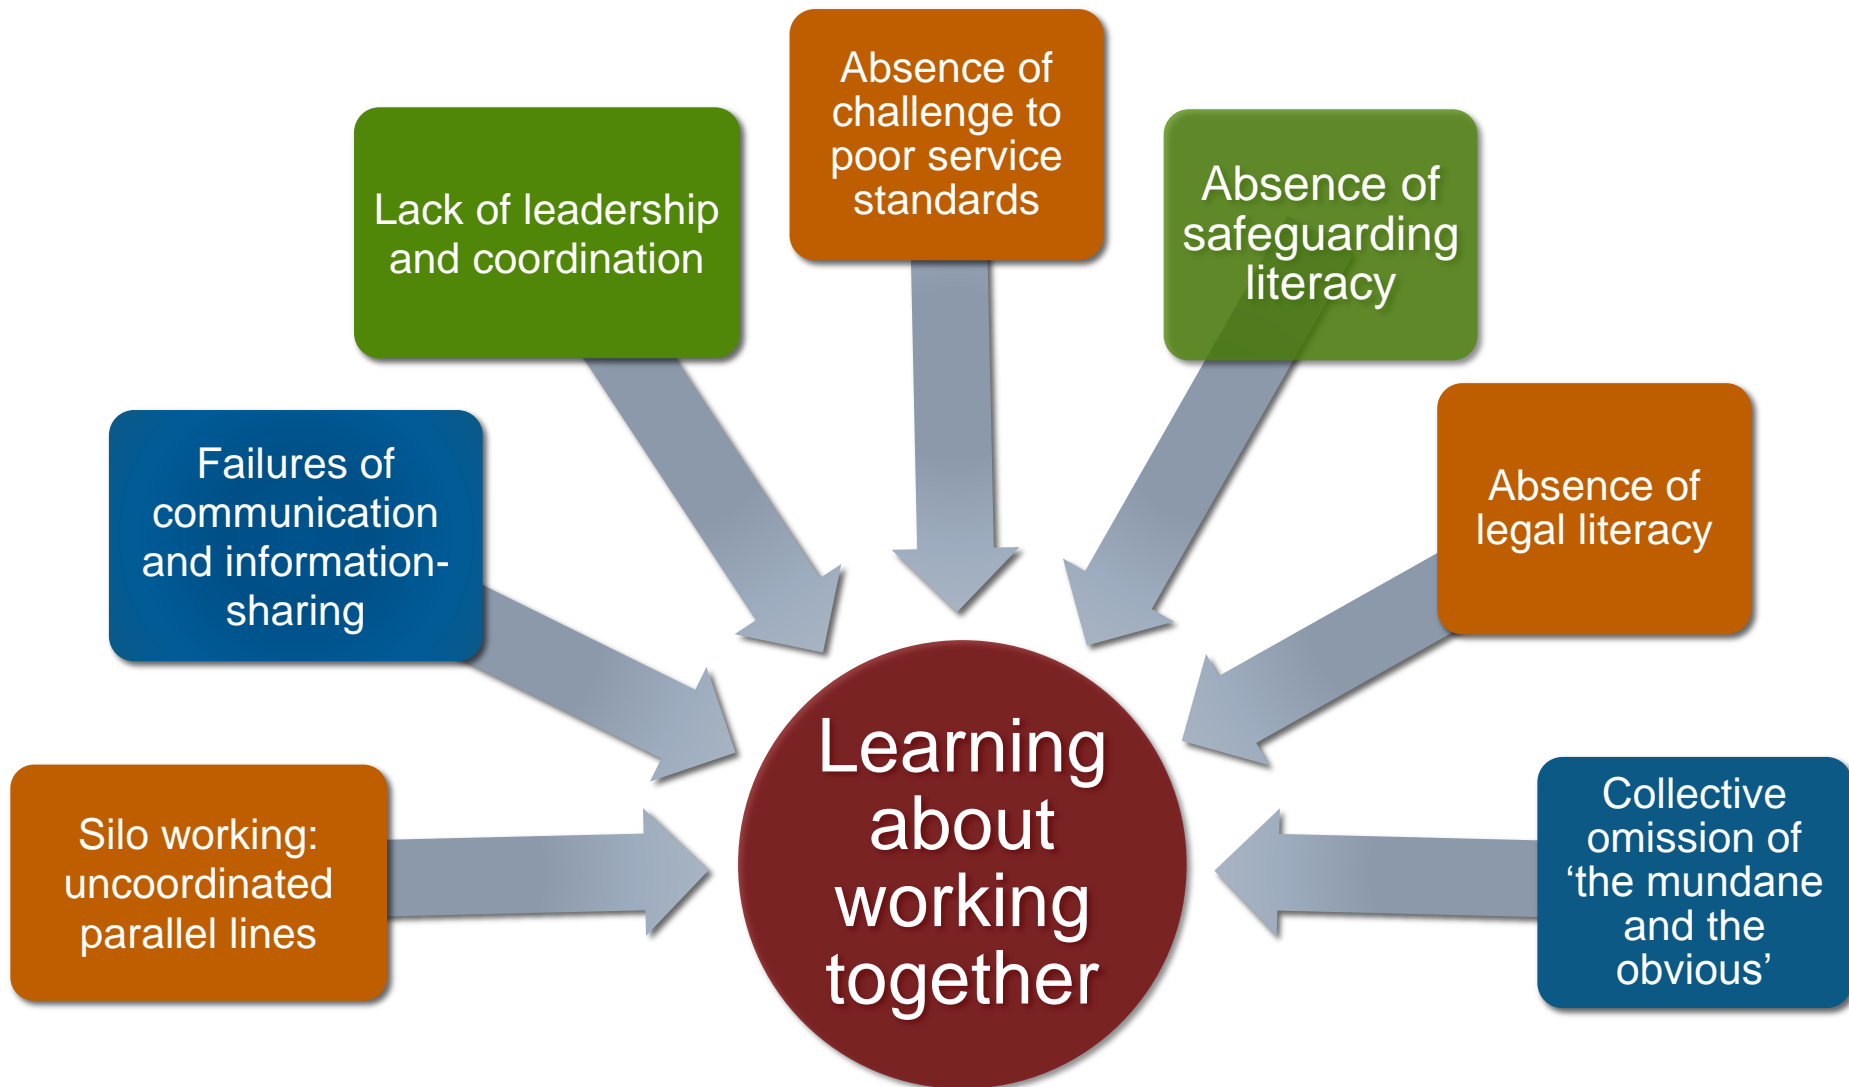 Absence of
challenge to
poor service
standards
Lack of leadership
and coordination
Absence of
safeguarding
literacy
Failures of
communication
and information-
sharing
Absence of
legal literacy
Silo working:
uncoordinated
parallel lines
Learning
about
working
together
Collective
omission of
‘the mundane
and the
obvious’